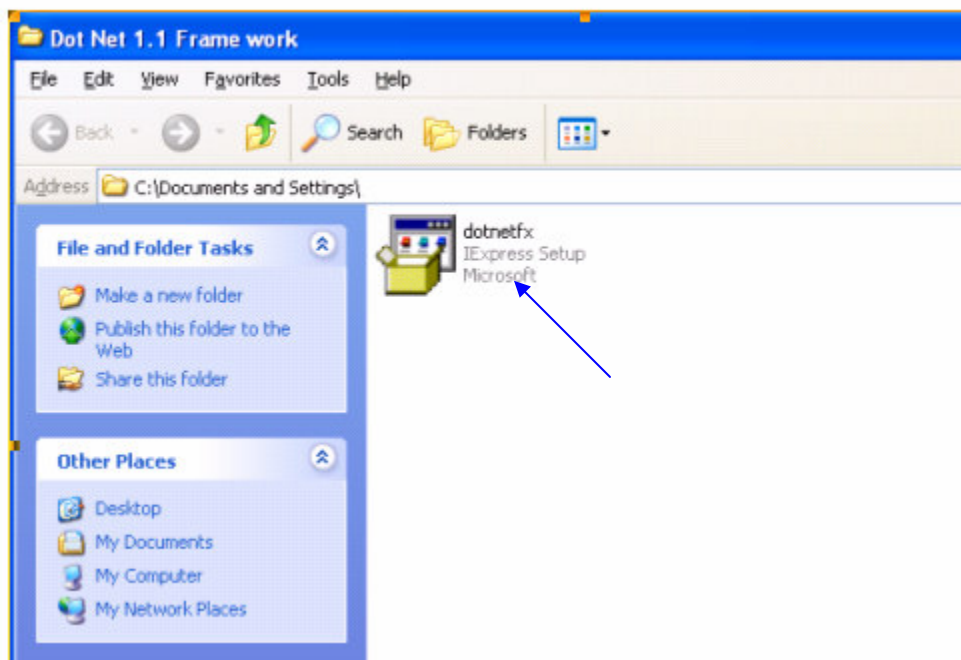 Dot Net 1.1 Frame work
File Edit View Favorites Tools Help
Back Search Folders
Address C:\Documents and Settings\
File and Folder Tasks
Make a new folder
Publish this folder to the
Web
Share this folder
Other Places
Desktop
My Documents
My Computer
My Network Places
dotnetfx
IExpress Setup
Microsoft